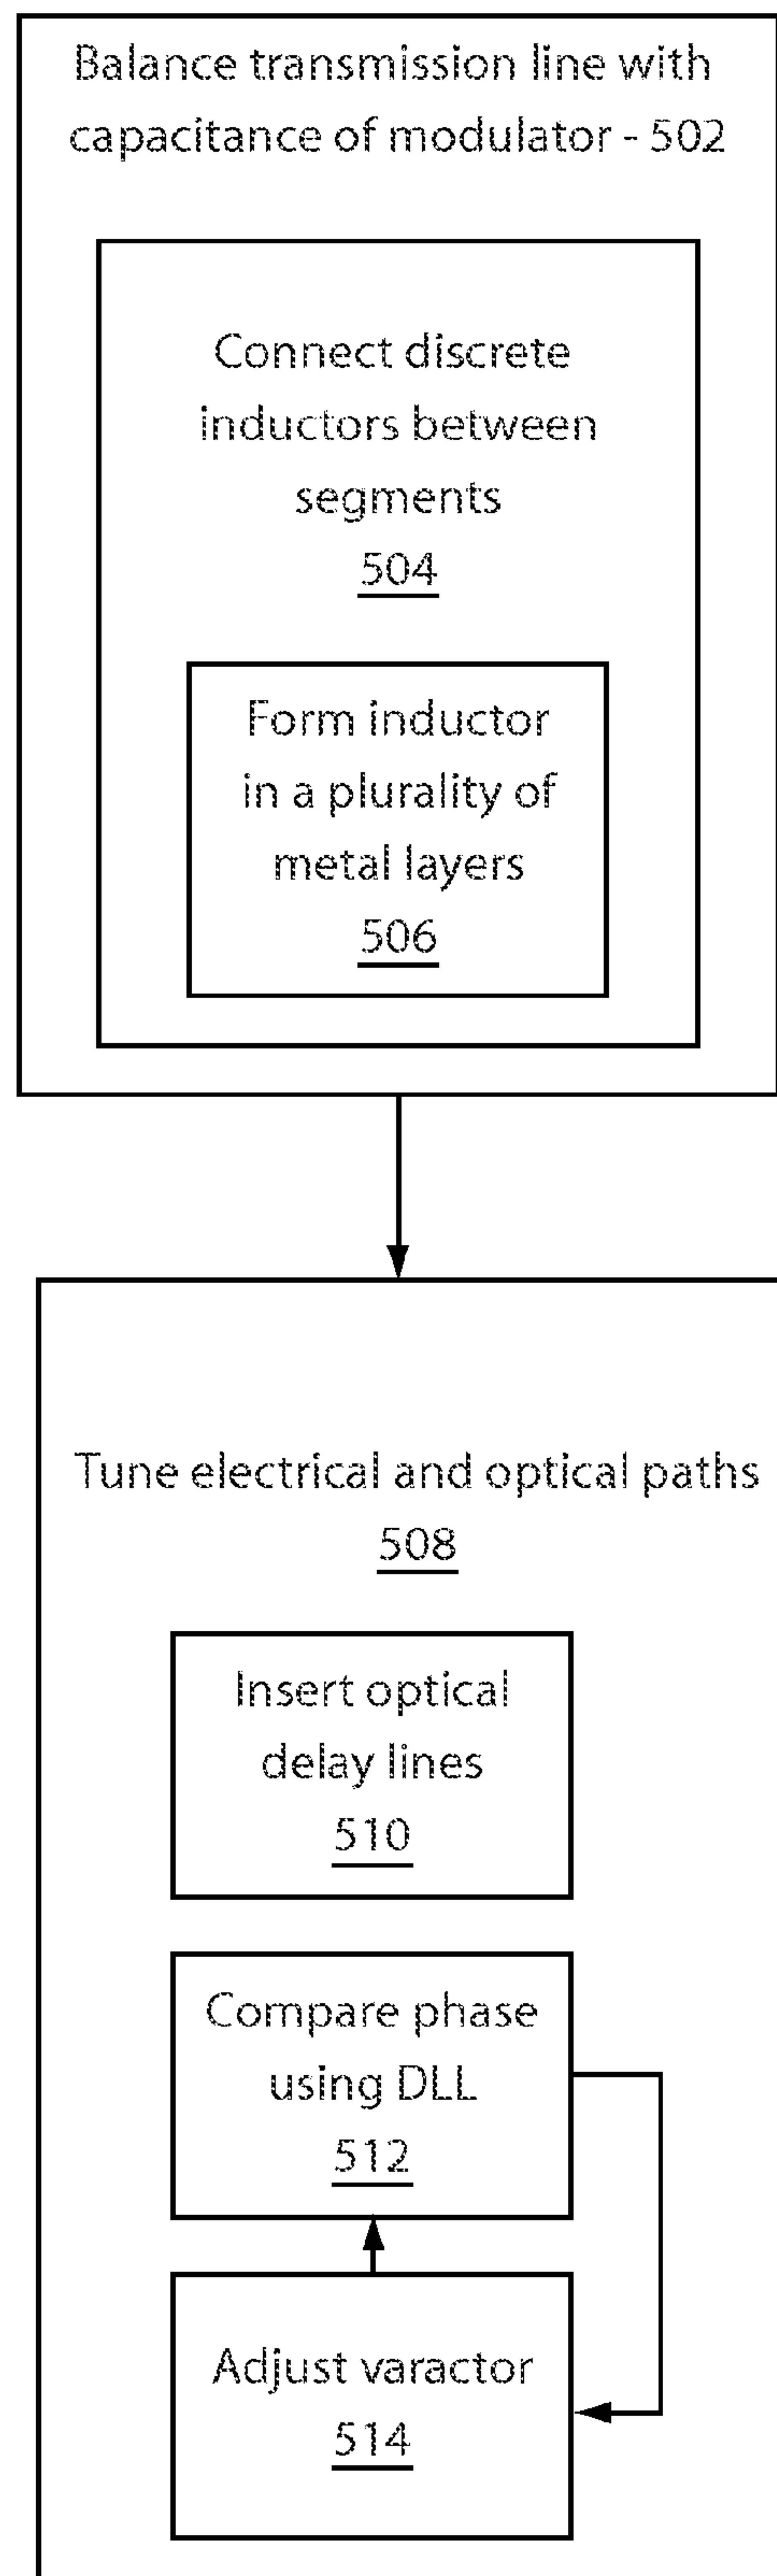 Balance transmission line with
capacitance of modulator - 502
Connect discrete
inductors between
segments
504
Form inductor
in a plurality of
metal layers
506
Tune electrical and optical paths
508
Insert optical
delay lines
510
Compare phase
using DLL
512
Adjust varactor
514